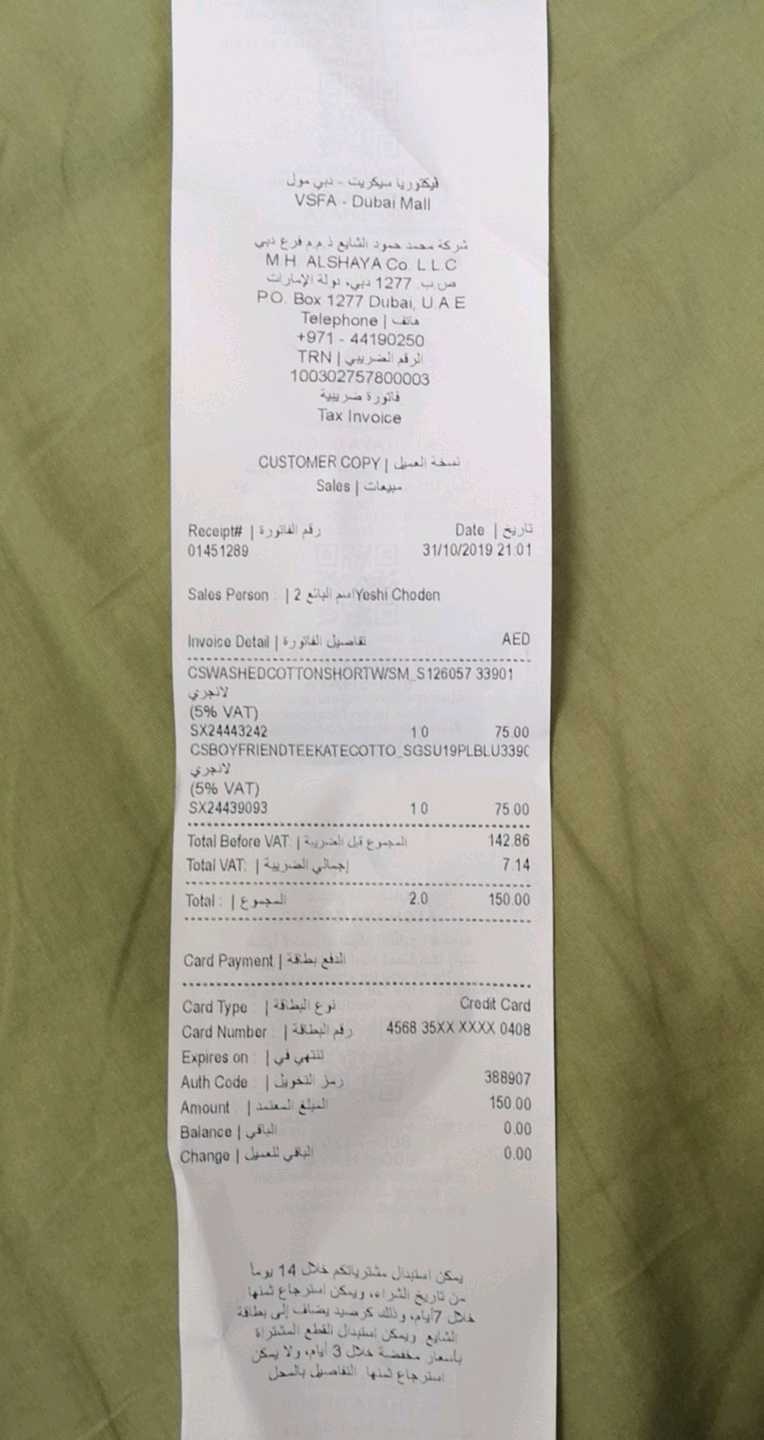 فيكتوريا سيكريت - دبي مول
VSFA - Dubai Mall
شركة محمد حمود الشايع ذ.م.م فرع دبي
M.H. ALSHAYA Co. L.L.C
ص.ب. 1277 دبي، دولة الإمارات
P.O. Box 1277 Dubai, U.A.E
Telephone | هاتف
+971 - 44190250
TRN | الرقم الضريبي
100302757800003
فاتورة ضريبية
Tax Invoice
CUSTOMER COPY | نسخة العميل
Sales | مبيعات
Receipt# | رقم الفاتورة Date | تاريخ
01451289 31/10/2019 21:01
Sales Person : | اسم البائع 2 Yeshi Choden
Invoice Detail | تفاصيل الفاتورة AED
CSWASHEDCOTTONSHORTW/SM_S126057 33901
لانجري
(5% VAT)
SX24443242 1.0 75.00
CSBOYFRIENDTEEKATECOTTO_SGSU19PLBLU3390
لانجري
(5% VAT)
SX24439093 1.0 75.00
Total Before VAT: | المجموع قبل الضريبة 142.86
Total VAT: | إجمالي الضريبة 7.14
Total : | المجموع 2.0 150.00
Card Payment | الدفع بطاقة
Card Type : | نوع البطاقة Credit Card
Card Number : | رقم البطاقة 4568 35XX XXXX 0408
Expires on : | تنتهي في
Auth Code : | رمز التخويل 388907
Amount : | المبلغ المعتمد 150.00
Balance | الباقي 0.00
Change | الباقي للعميل 0.00
يمكن استبدال مشترياتكم خلال 14 يوماً
من تاريخ الشراء، ويمكن استرجاع ثمنها
خلال 7أيام، وذلك كرصيد يضاف إلى بطاقة
الشايع. ويمكن إستبدال القطع المشتراة
بأسعار مخفضة خلال 3 أيام، ولا يمكن
استرجاع ثمنها. التفاصيل بالمحل